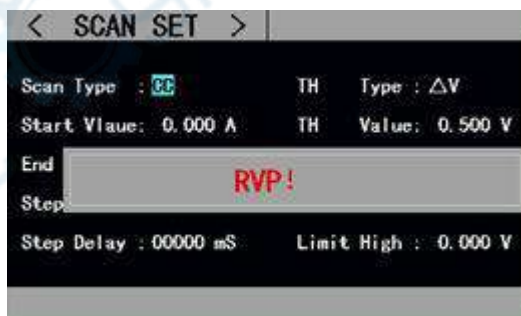 < SCAN SET >
Scan Type : CC TH Type : △V
Start Vlaue: 0.000 A TH Value: 0.500 V
End
RVP!
Step
Step Delay : 00000 mS Limit High : 0.000 V